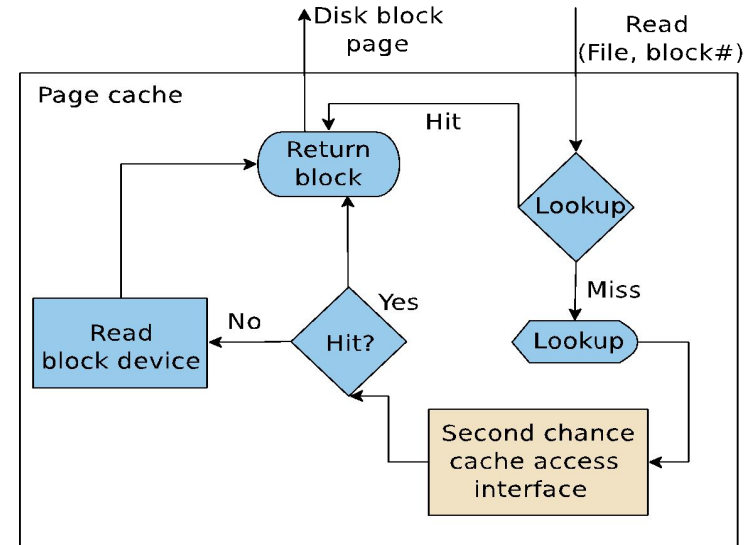 Disk block
page
Read
(File, block#)
Page cache
Hit
Return
block
Lookup
Miss
Yes
No
Read
block device
Hit?
Lookup
Second chance
cache access
interface